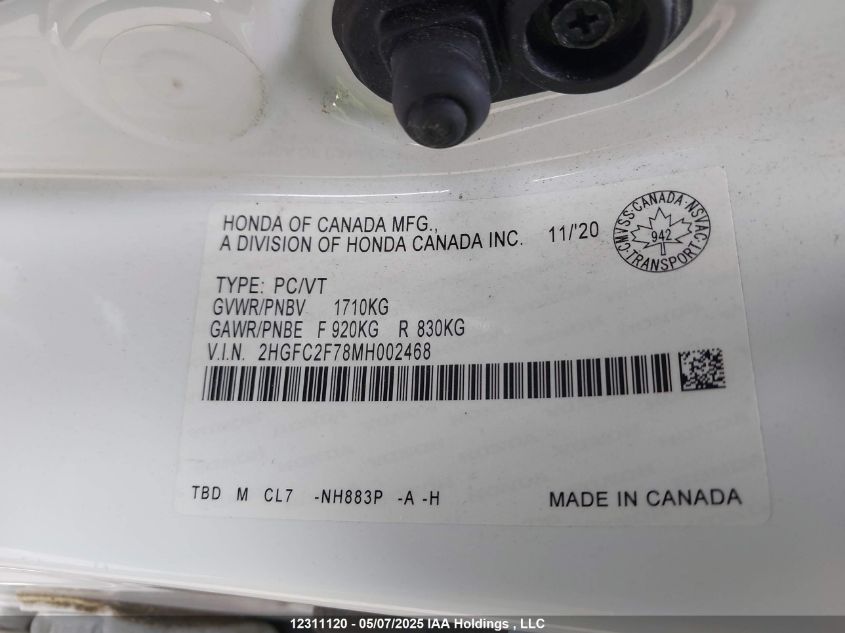 HONDA OF CANADA MFG.,
A DIVISION OF HONDA CANADA INC. 11/'20
CMVSS·CANADA·NSVAC
942
TRANSPORT
TYPE: PC/VT
GVWR/PNBV 1710KG
GAWR/PNBE F 920KG R 830KG
V.I.N. 2HGFC2F78MH002468
TBD M CL7 -NH883P -A -H
MADE IN CANADA
12311120 - 05/07/2025 IAA Holdings , LLC